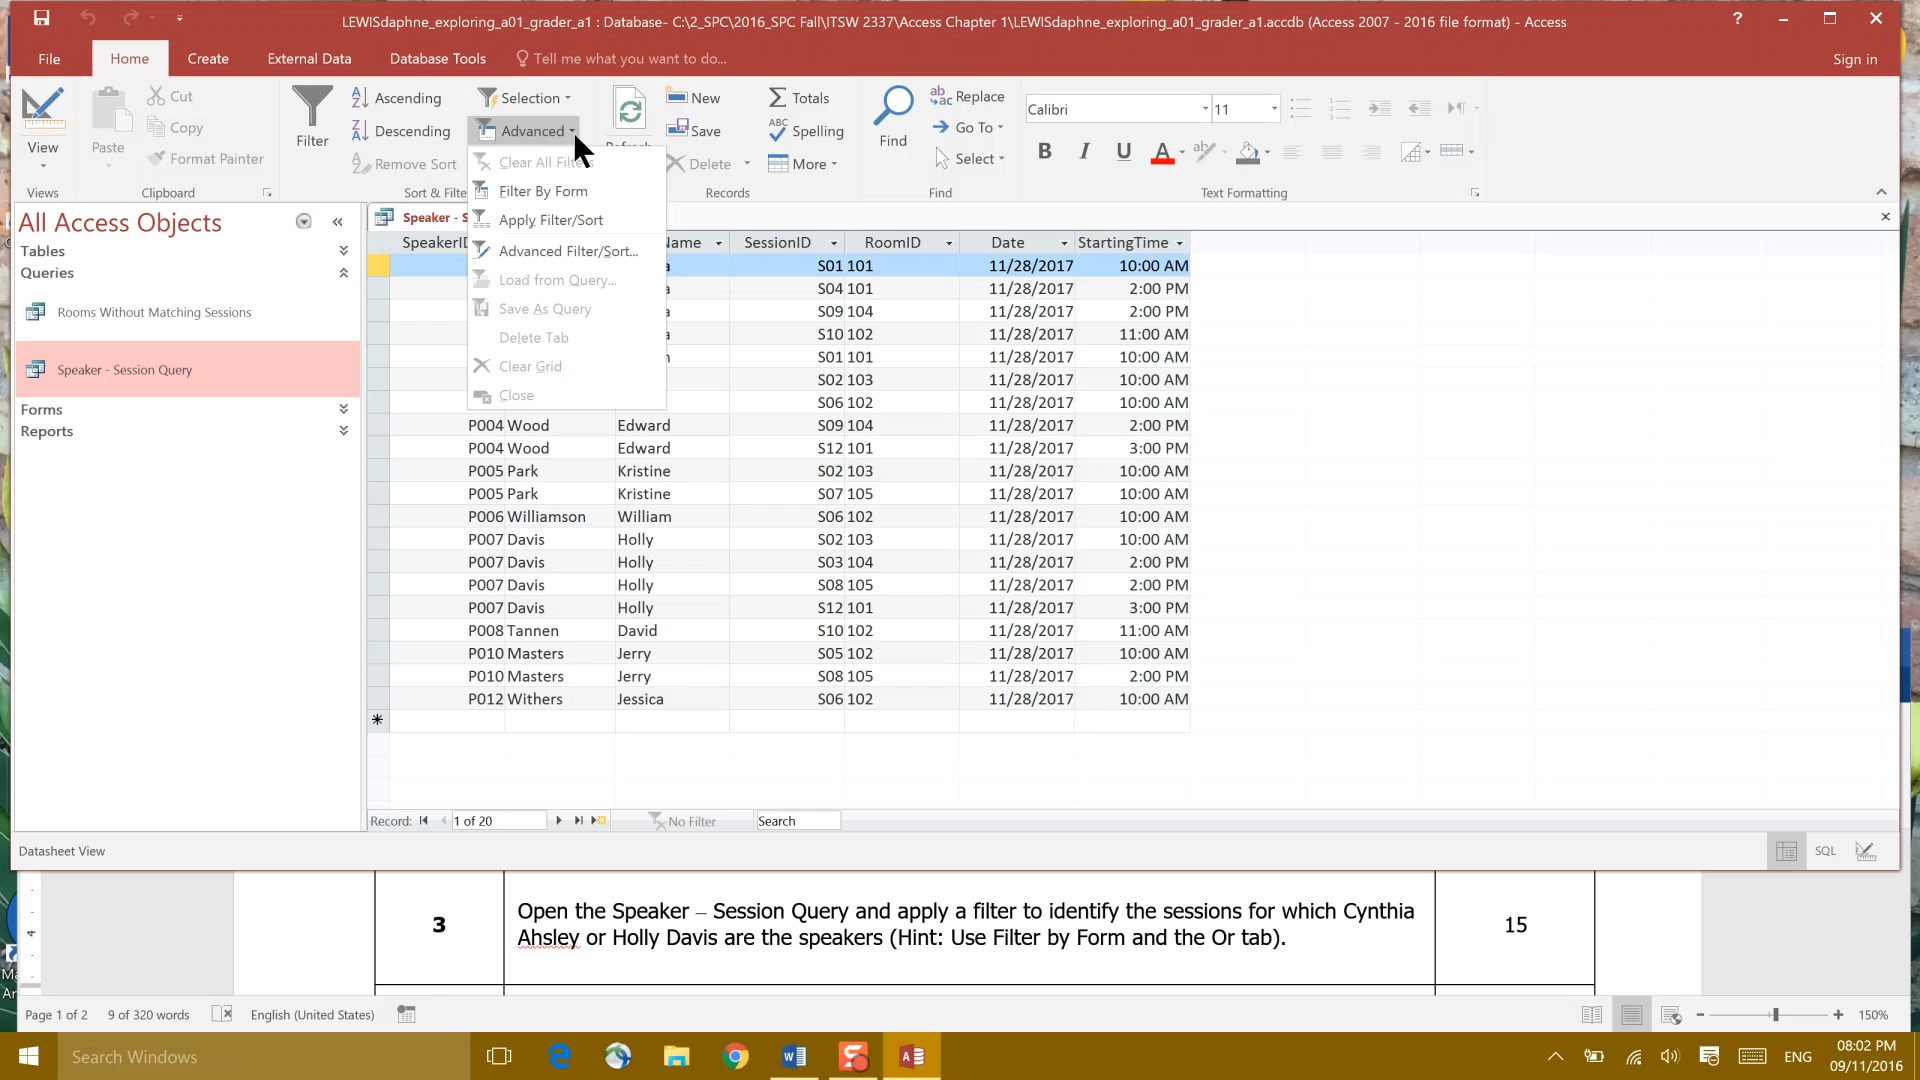 LEWISdaphne_exploring_a01_grader_a1 : Database- C:\2_SPC\2016_SPC Fall\ITSW 2337\Access Chapter 1\LEWISdaphne_exploring_a01_grader_a1.accdb (Access 2007 - 2016 file format) - Access
?
File Home Create External Data Database Tools Tell me what you want to do... Sign in
View
Views
Paste
Cut
Copy
Format Painter
Clipboard
Filter
Ascending
Descending
Remove Sort
Sort & Filte
Selection
Advanced
Clear All
Filter By Form
Apply Filter/Sort
Advanced Filter/Sort...
Load from Query...
Save As Query
Delete Tab
Clear Grid
Close
New
Save
Delete
Totals
Spelling
More
Records
Find
Replace
Go To
Select
Find
Calibri 11
B I U A
Text Formatting
All Access Objects
Tables
Queries
Rooms Without Matching Sessions
Speaker - Session Query
Forms
Reports
Speaker - S
SpeakerID Name SessionID RoomID Date StartingTime
a S01 101 11/28/2017 10:00 AM
a S04 101 11/28/2017 2:00 PM
a S09 104 11/28/2017 2:00 PM
a S10 102 11/28/2017 11:00 AM
S01 101 11/28/2017 10:00 AM
S02 103 11/28/2017 10:00 AM
S06 102 11/28/2017 10:00 AM
P004 Wood Edward S09 104 11/28/2017 2:00 PM
P004 Wood Edward S12 101 11/28/2017 3:00 PM
P005 Park Kristine S02 103 11/28/2017 10:00 AM
P005 Park Kristine S07 105 11/28/2017 10:00 AM
P006 Williamson William S06 102 11/28/2017 10:00 AM
P007 Davis Holly S02 103 11/28/2017 10:00 AM
P007 Davis Holly S03 104 11/28/2017 2:00 PM
P007 Davis Holly S08 105 11/28/2017 2:00 PM
P007 Davis Holly S12 101 11/28/2017 3:00 PM
P008 Tannen David S10 102 11/28/2017 11:00 AM
P010 Masters Jerry S05 102 11/28/2017 10:00 AM
P010 Masters Jerry S08 105 11/28/2017 2:00 PM
P012 Withers Jessica S06 102 11/28/2017 10:00 AM
Record: 1 of 20 No Filter Search
Datasheet View SQL
3
Open the Speaker – Session Query and apply a filter to identify the sessions for which Cynthia
Ahsley or Holly Davis are the speakers (Hint: Use Filter by Form and the Or tab).
15
Page 1 of 2 9 of 320 words English (United States) 150%
Search Windows
ENG
08:02 PM
09/11/2016